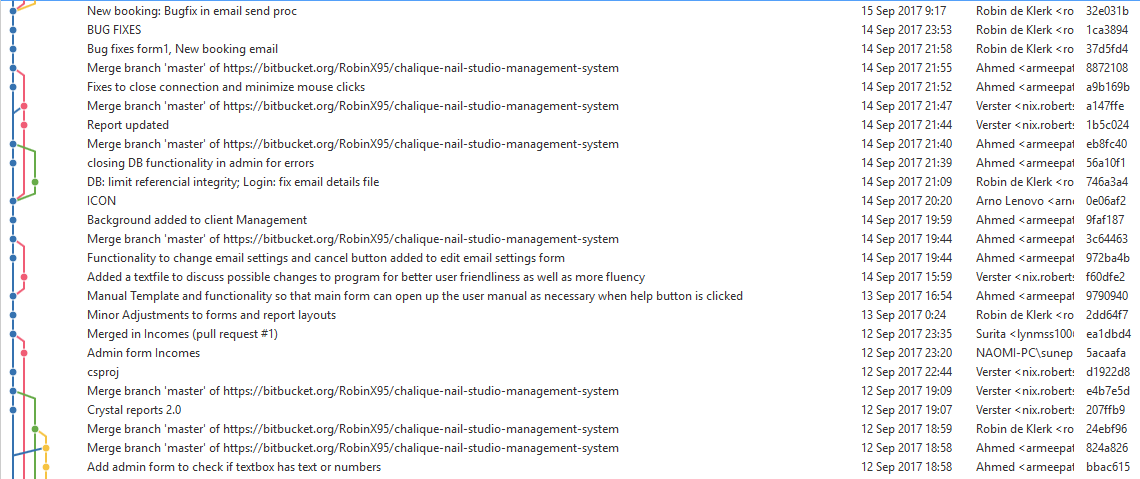 New booking: Bugfix in email send proc 15 Sep 2017 9:17 Robin de Klerk <ro 32e031b
BUG FIXES 14 Sep 2017 23:53 Robin de Klerk <ro 1ca3894
Bug fixes form1, New booking email 14 Sep 2017 21:58 Robin de Klerk <ro 37d5fd4
Merge branch 'master' of https://bitbucket.org/RobinX95/chalique-nail-studio-management-system 14 Sep 2017 21:55 Ahmed <armeepat 8872108
Fixes to close connection and minimize mouse clicks 14 Sep 2017 21:52 Ahmed <armeepat a9b169b
Merge branch 'master' of https://bitbucket.org/RobinX95/chalique-nail-studio-management-system 14 Sep 2017 21:47 Verster <nix.roberts a147ffe
Report updated 14 Sep 2017 21:44 Verster <nix.roberts 1b5c024
Merge branch 'master' of https://bitbucket.org/RobinX95/chalique-nail-studio-management-system 14 Sep 2017 21:40 Ahmed <armeepat eb8fc40
closing DB functionality in admin for errors 14 Sep 2017 21:39 Ahmed <armeepat 56a10f1
DB: limit referencial integrity; Login: fix email details file 14 Sep 2017 21:09 Robin de Klerk <ro 746a3a4
ICON 14 Sep 2017 20:20 Arno Lenovo <arn 0e06af2
Background added to client Management 14 Sep 2017 19:59 Ahmed <armeepat 9faf187
Merge branch 'master' of https://bitbucket.org/RobinX95/chalique-nail-studio-management-system 14 Sep 2017 19:44 Ahmed <armeepat 3c64463
Functionality to change email settings and cancel button added to edit email settings form 14 Sep 2017 19:44 Ahmed <armeepat 972ba4b
Added a textfile to discuss possible changes to program for better user friendliness as well as more fluency 14 Sep 2017 15:59 Verster <nix.roberts f60dfe2
Manual Template and functionality so that main form can open up the user manual as necessary when help button is clicked 13 Sep 2017 16:54 Ahmed <armeepat 9790940
Minor Adjustments to forms and report layouts 13 Sep 2017 0:24 Robin de Klerk <ro 2dd64f7
Merged in Incomes (pull request #1) 12 Sep 2017 23:35 Surita <lynmss100 ea1dbd4
Admin form Incomes 12 Sep 2017 23:20 NAOMI-PC\sunep 5acaafa
csproj 12 Sep 2017 22:44 Verster <nix.roberts d1922d8
Merge branch 'master' of https://bitbucket.org/RobinX95/chalique-nail-studio-management-system 12 Sep 2017 19:09 Verster <nix.roberts e4b7e5d
Crystal reports 2.0 12 Sep 2017 19:07 Verster <nix.roberts 207ffb9
Merge branch 'master' of https://bitbucket.org/RobinX95/chalique-nail-studio-management-system 12 Sep 2017 18:59 Robin de Klerk <ro 24ebf96
Merge branch 'master' of https://bitbucket.org/RobinX95/chalique-nail-studio-management-system 12 Sep 2017 18:58 Ahmed <armeepat 824a826
Add admin form to check if textbox has text or numbers 12 Sep 2017 18:58 Ahmed <armeepat bbac615